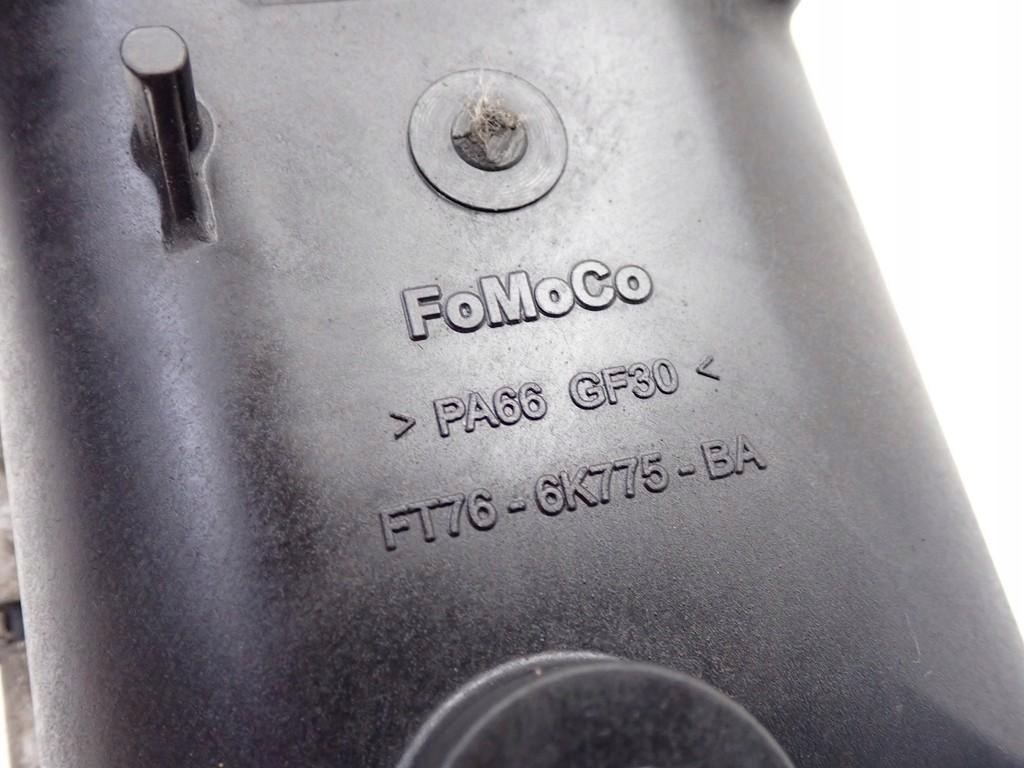 FoMoCo
> PA66 GF30 <
FT76 - 6K775 - BA